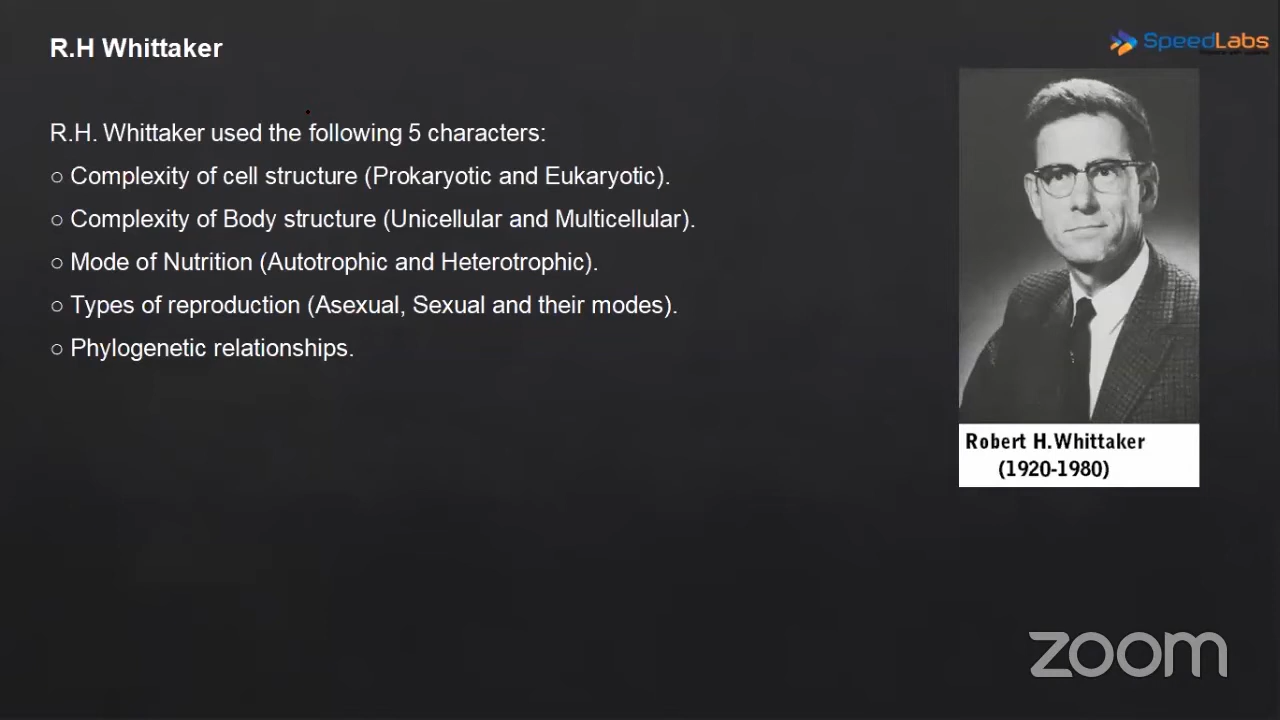 R.H Whittaker
SpeedLabs
R.H. Whittaker used the following 5 characters:
○ Complexity of cell structure (Prokaryotic and Eukaryotic).
○ Complexity of Body structure (Unicellular and Multicellular).
○ Mode of Nutrition (Autotrophic and Heterotrophic).
○ Types of reproduction (Asexual, Sexual and their modes).
○ Phylogenetic relationships.
Robert H.Whittaker
(1920-1980)
zoom